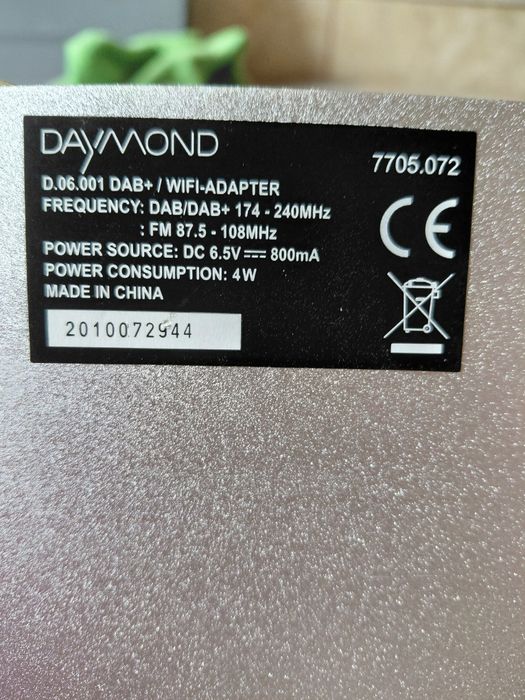 DAYMOND
7705.072
D.06.001 DAB+ / WIFI-ADAPTER
FREQUENCY: DAB/DAB+ 174 - 240MHz
: FM 87.5 - 108MHz
POWER SOURCE: DC 6.5V ⎓ 800mA
POWER CONSUMPTION: 4W
MADE IN CHINA
2010072944
CE